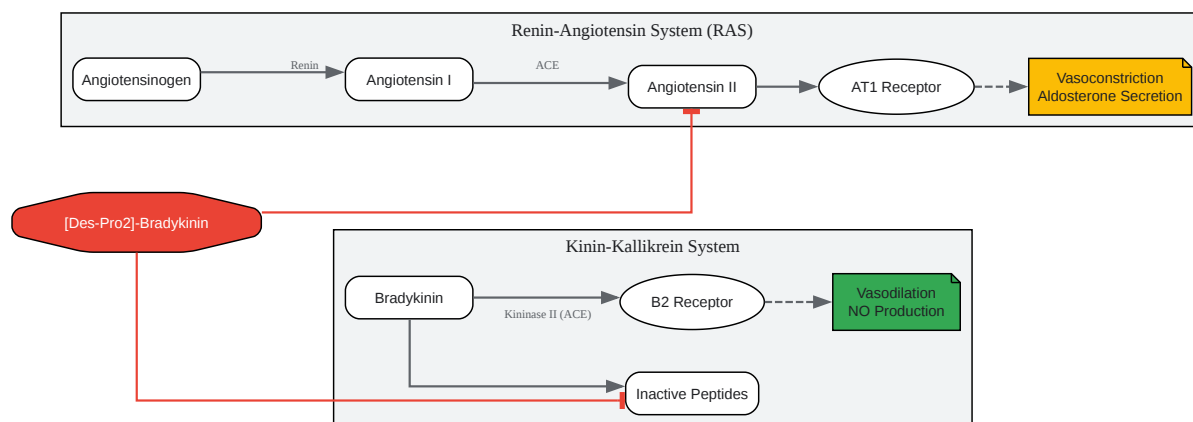 Renin-Angiotensin System (RAS)
Angiotensinogen
Renin
Angiotensin I
ACE
Angiotensin II
AT1 Receptor
Vasoconstriction
Aldosterone Secretion
[Des-Pro2]-Bradykinin
Kinin-Kallikrein System
Bradykinin
Kininase II (ACE)
B2 Receptor
Vasodilation
NO Production
Inactive Peptides